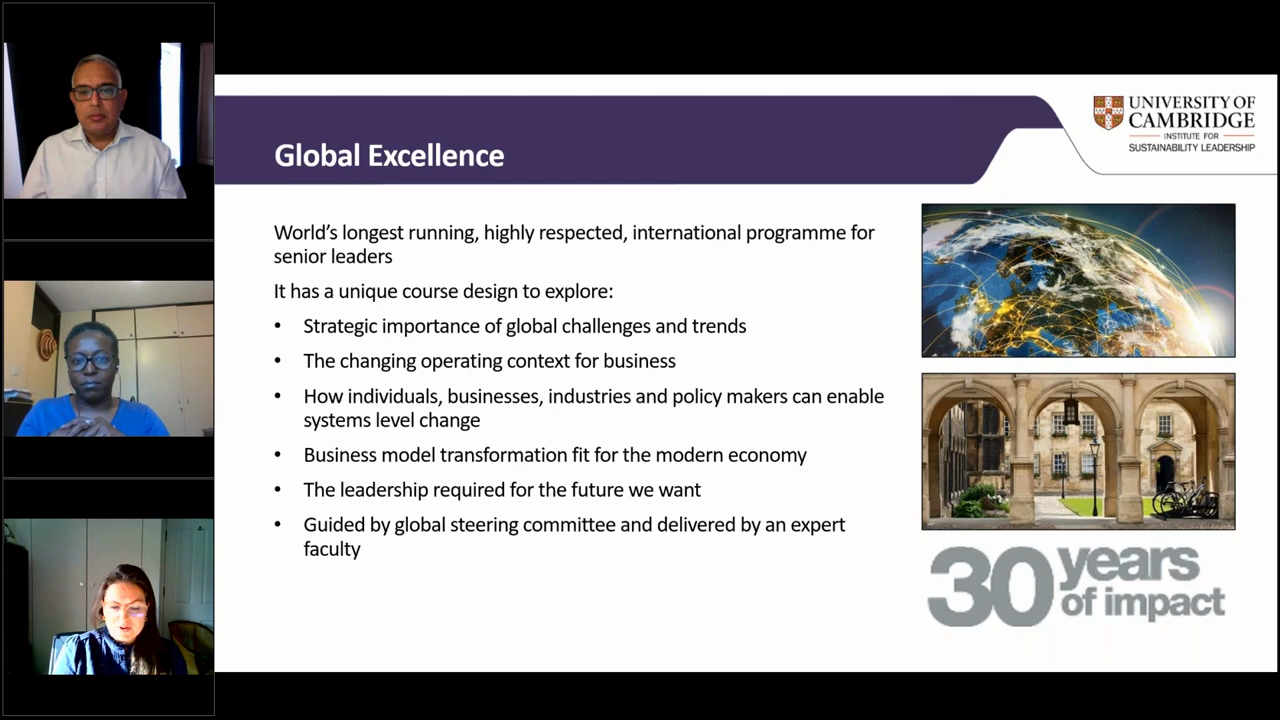 Global Excellence
UNIVERSITY OF
CAMBRIDGE
INSTITUTE FOR
SUSTAINABILITY LEADERSHIP
World’s longest running, highly respected, international programme for
senior leaders
It has a unique course design to explore:
• Strategic importance of global challenges and trends
• The changing operating context for business
• How individuals, businesses, industries and policy makers can enable
systems level change
• Business model transformation fit for the modern economy
• The leadership required for the future we want
• Guided by global steering committee and delivered by an expert
faculty
30 years
of impact